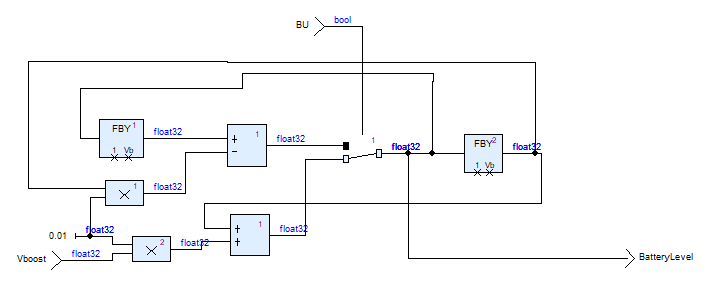 BU bool
FBY 1 float32 + 1 float32 1 float32 FBY 2 float32
1 Vb - 1 Vb
1 float32
0.01 float32 + 1 float32
2 float32 +
Vboost float32 BatteryLevel